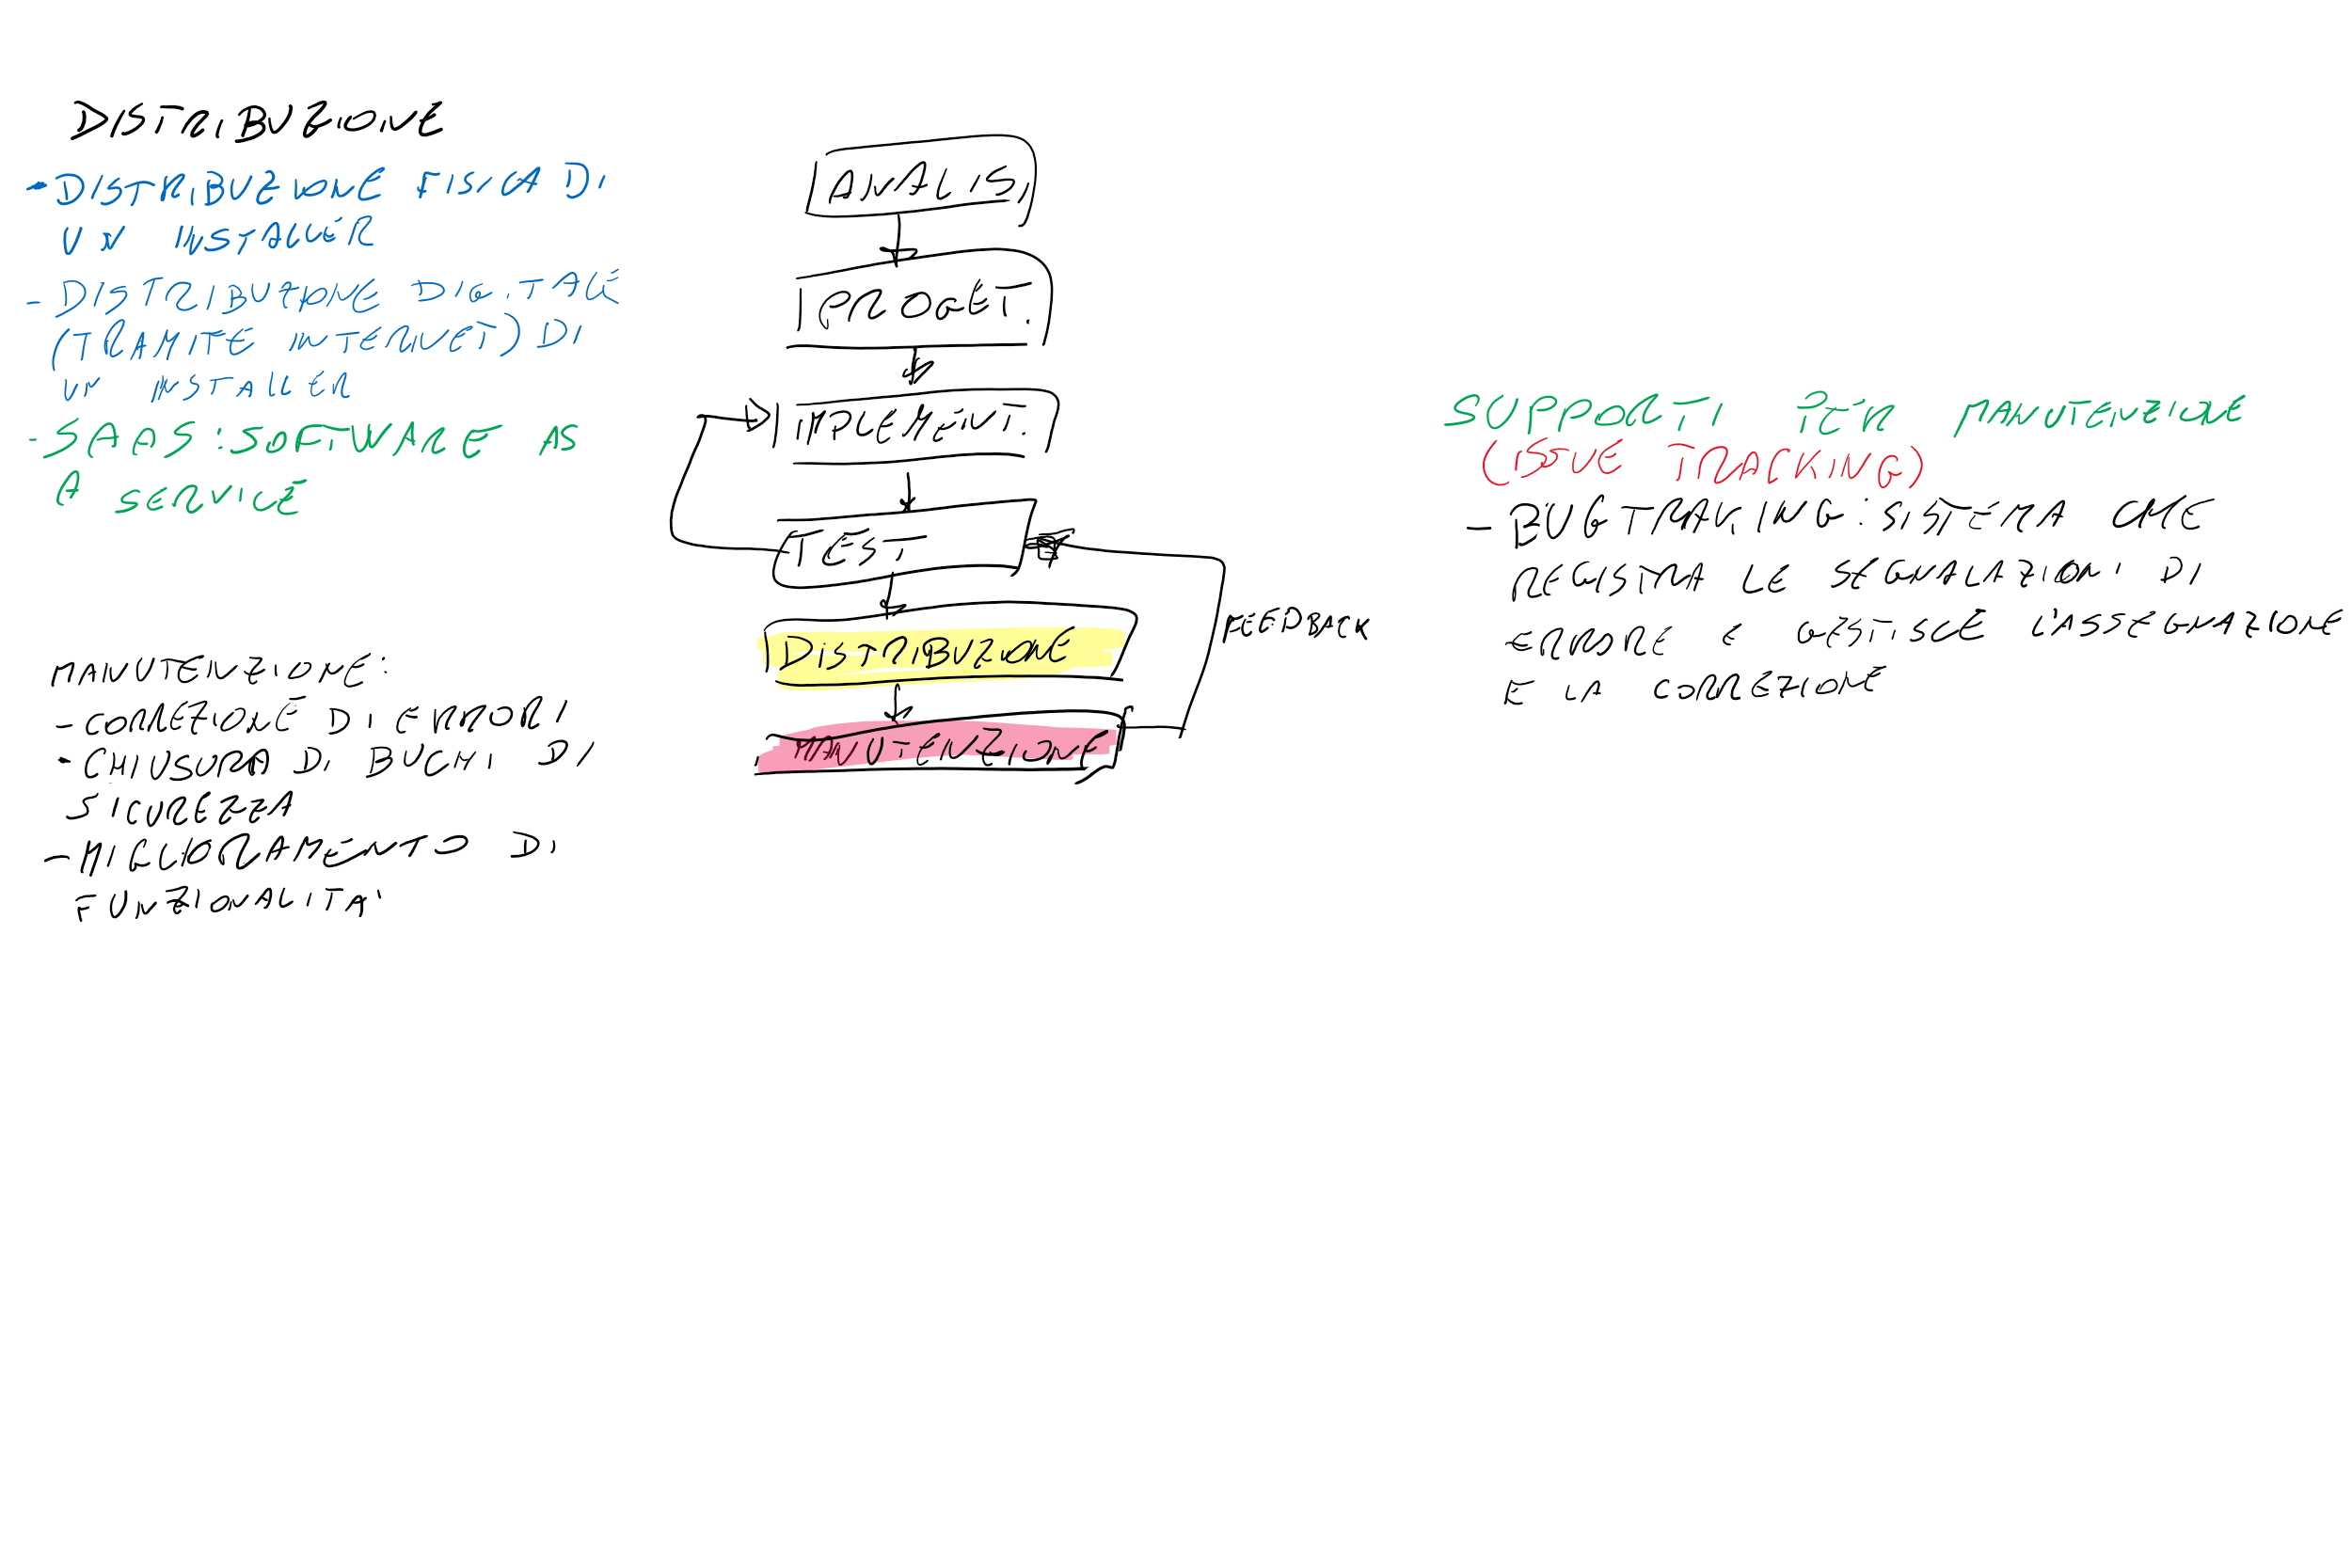 DISTRIBUZIONE
- DISTRIBUZIONE FISICA DI
UN INSTALLER
- DISTRIBUZIONE DIGITALE
(TRAMITE INTERNET) DI
UN INSTALLER
- SAAS: SOFTWARE AS
A SERVICE
MANUTENZIONE:
- CORREZIONE DI ERRORI
- CHIUSURA DI BUCHI DI
SICUREZZA
- MIGLIORAMENTO DI
FUNZIONALITA'
ANALISI
PROGET.
IMPLEMENT.
TEST
DISTRIBUZIONE
MANUTENZIONE
FEEDBACK
SUPPORTI PER MANUTENZIONE
(ISSUE TRACKING)
- BUGTRAKING: SISTEMA CHE
REGISTRA LE SEGNALAZIONI DI
ERRORE E GESTISCE L'ASSEGNAZIONE
E LA CORREZIONE